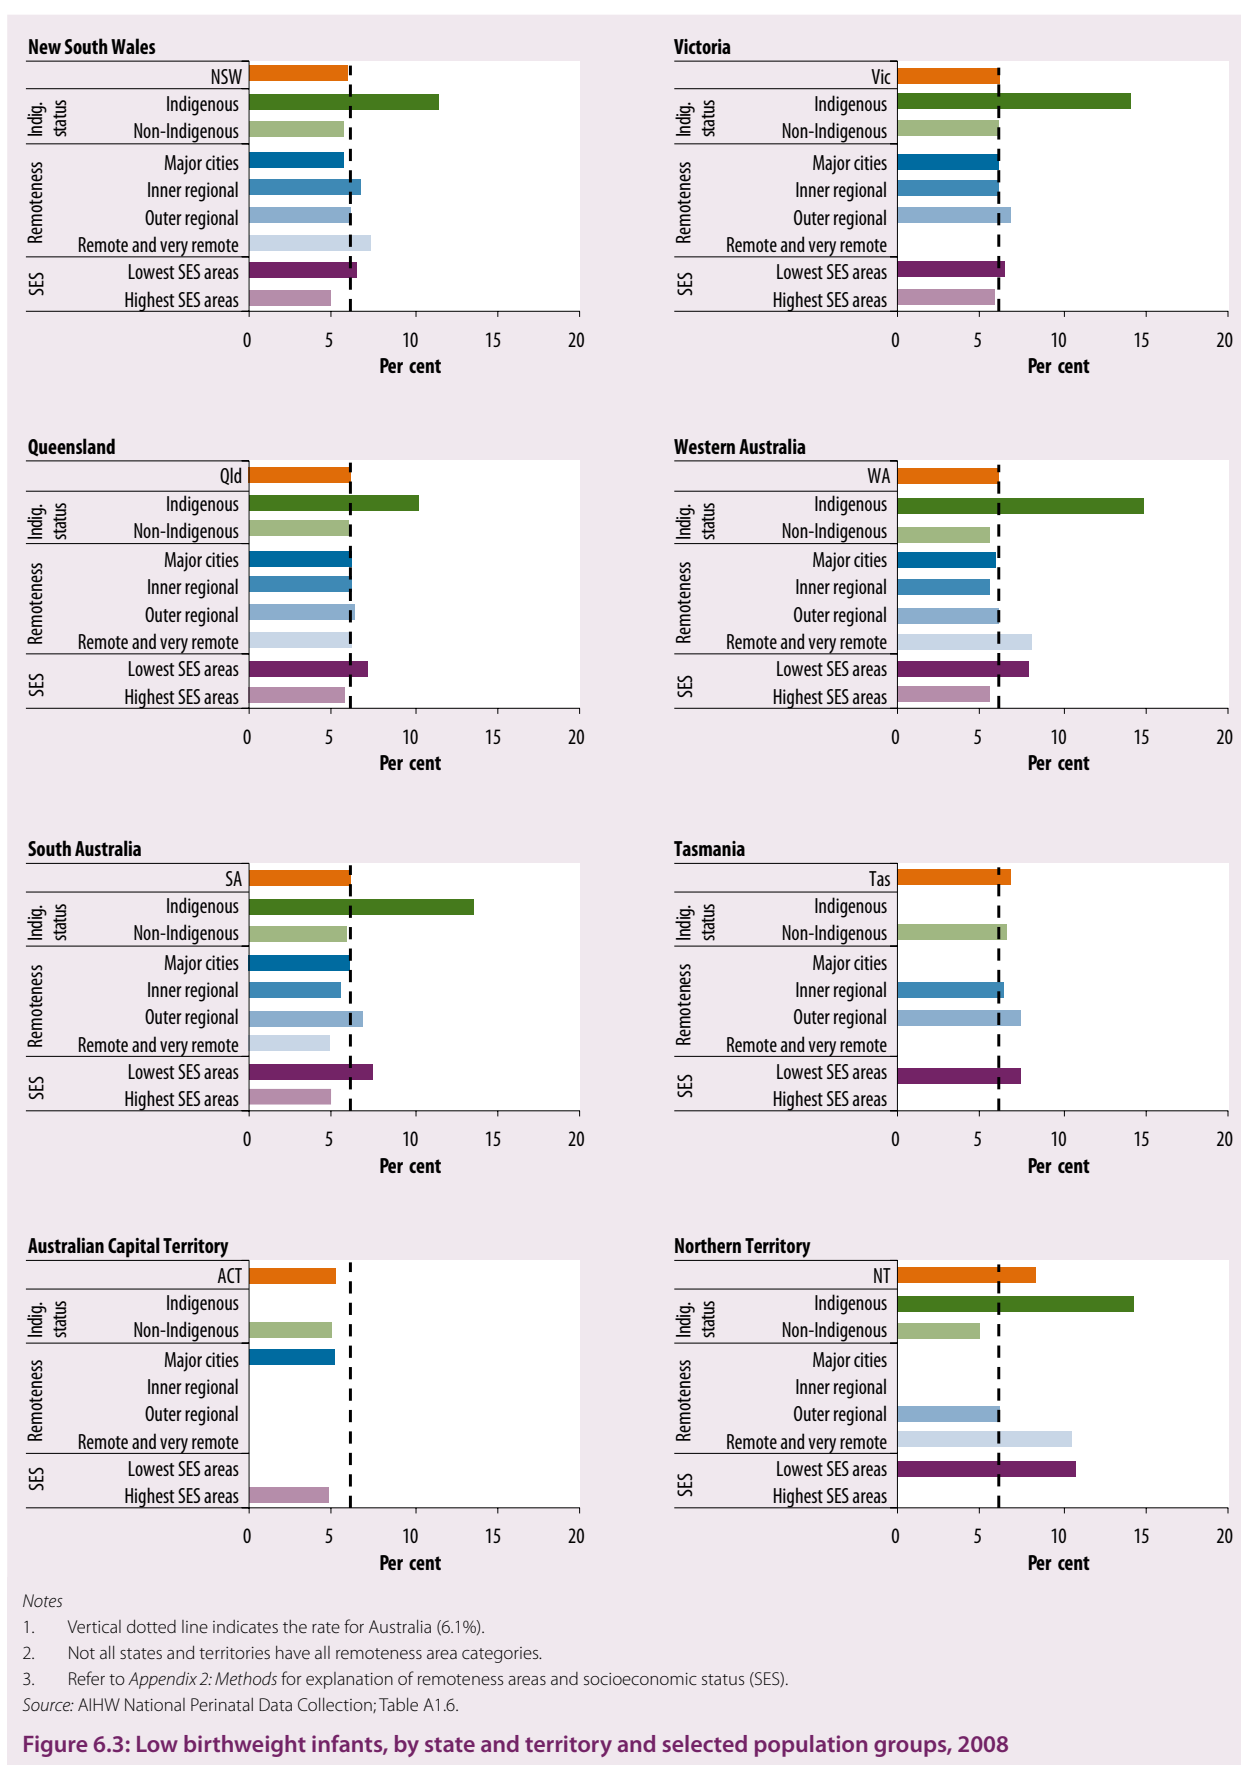 New South Wales
NSW
Indig. status
Indigenous
Non-Indigenous
Remoteness
Major cities
Inner regional
Outer regional
Remote and very remote
SES
Lowest SES areas
Highest SES areas
0 5 10 15 20
Per cent
Victoria
Vic
Indig. status
Indigenous
Non-Indigenous
Remoteness
Major cities
Inner regional
Outer regional
Remote and very remote
SES
Lowest SES areas
Highest SES areas
0 5 10 15 20
Per cent
Queensland
Qld
Indig. status
Indigenous
Non-Indigenous
Remoteness
Major cities
Inner regional
Outer regional
Remote and very remote
SES
Lowest SES areas
Highest SES areas
0 5 10 15 20
Per cent
Western Australia
WA
Indig. status
Indigenous
Non-Indigenous
Remoteness
Major cities
Inner regional
Outer regional
Remote and very remote
SES
Lowest SES areas
Highest SES areas
0 5 10 15 20
Per cent
South Australia
SA
Indig. status
Indigenous
Non-Indigenous
Remoteness
Major cities
Inner regional
Outer regional
Remote and very remote
SES
Lowest SES areas
Highest SES areas
0 5 10 15 20
Per cent
Tasmania
Tas
Indig. status
Indigenous
Non-Indigenous
Remoteness
Major cities
Inner regional
Outer regional
Remote and very remote
SES
Lowest SES areas
Highest SES areas
0 5 10 15 20
Per cent
Australian Capital Territory
ACT
Indig. status
Indigenous
Non-Indigenous
Remoteness
Major cities
Inner regional
Outer regional
Remote and very remote
SES
Lowest SES areas
Highest SES areas
0 5 10 15 20
Per cent
Northern Territory
NT
Indig. status
Indigenous
Non-Indigenous
Remoteness
Major cities
Inner regional
Outer regional
Remote and very remote
SES
Lowest SES areas
Highest SES areas
0 5 10 15 20
Per cent
Notes
1. Vertical dotted line indicates the rate for Australia (6.1%).
2. Not all states and territories have all remoteness area categories.
3. Refer to Appendix 2: Methods for explanation of remoteness areas and socioeconomic status (SES).
Source: AIHW National Perinatal Data Collection; Table A1.6.
Figure 6.3: Low birthweight infants, by state and territory and selected population groups, 2008